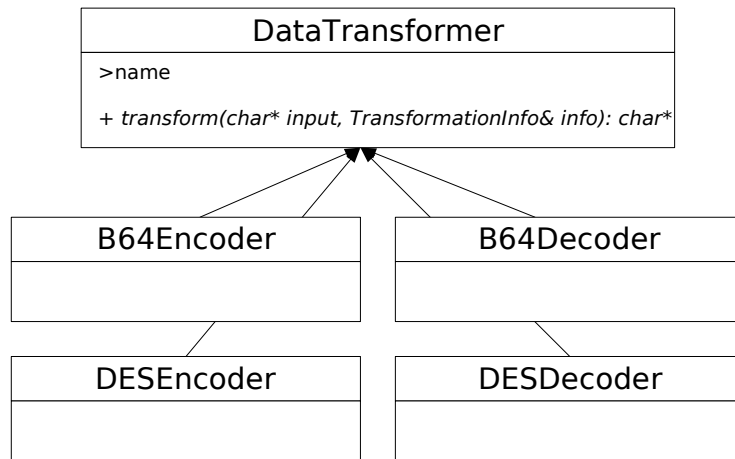 DataTransformer
>name
+ transform(char* input, TransformationInfo& info): char*
B64Encoder
B64Decoder
DESEncoder
DESDecoder